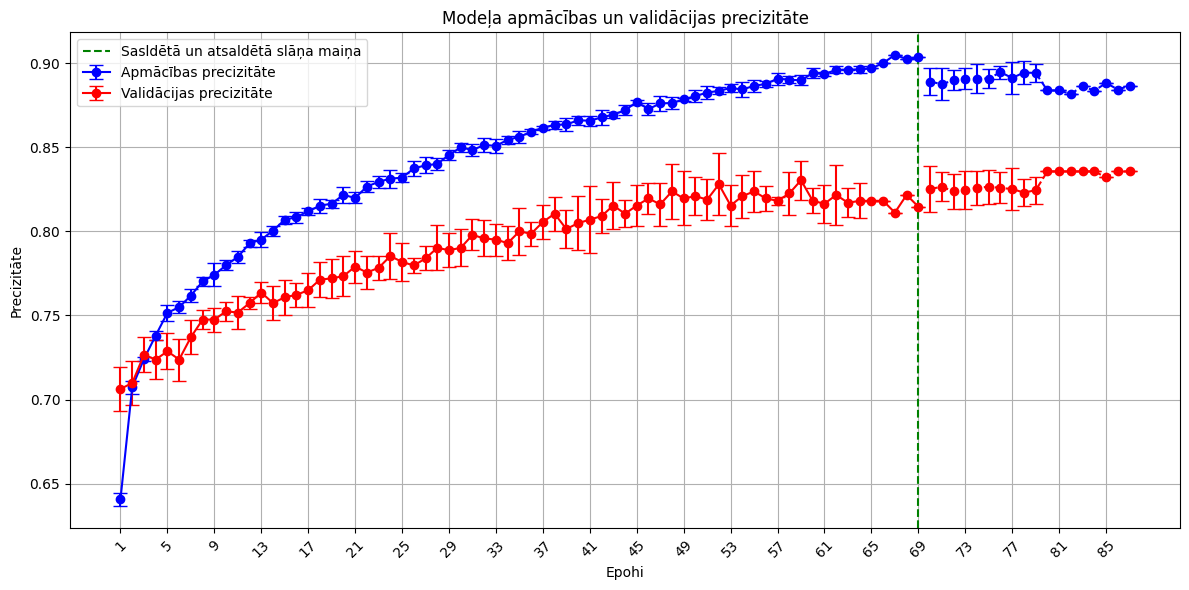 Modeļa apmācības un validācijas precizitāte
Sasldētā un atsaldētā slāņa maiņa
Apmācības precizitāte
Validācijas precizitāte
Precizitāte
0.90
0.85
0.80
0.75
0.70
0.65
1 5 9 13 17 21 25 29 33 37 41 45 49 53 57 61 65 69 73 77 81 85
Epohi